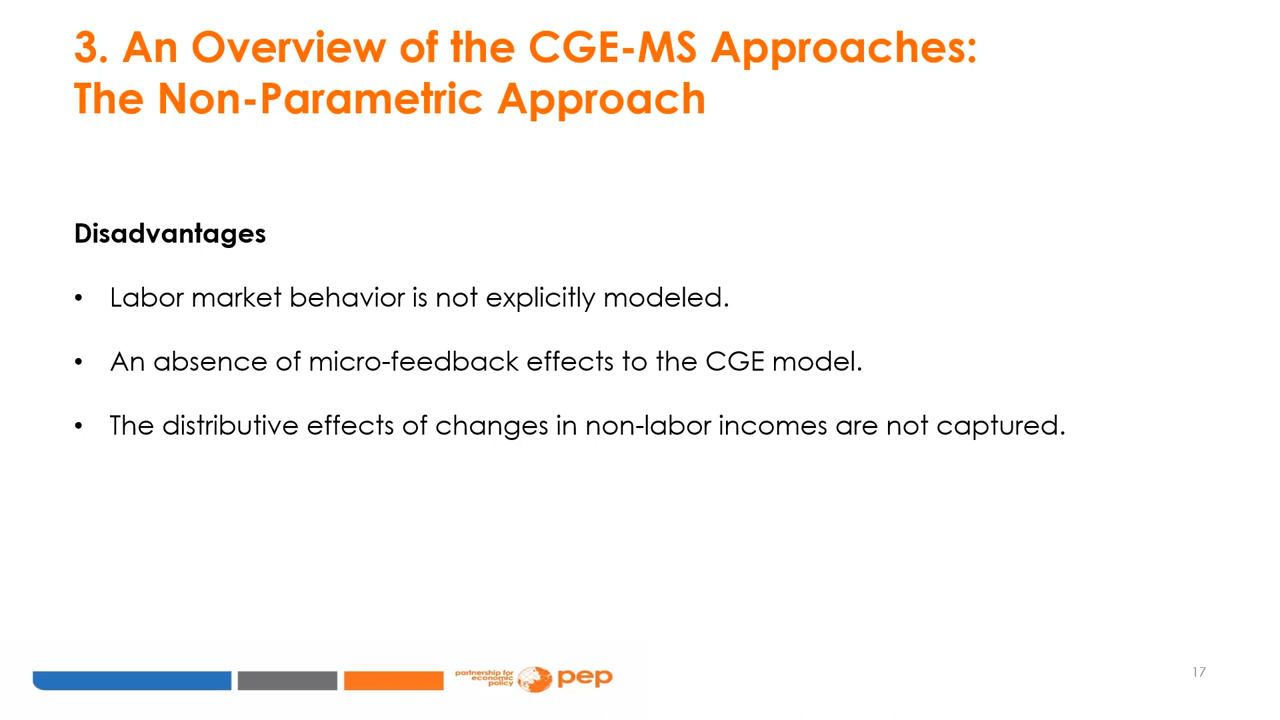 3. An Overview of the CGE-MS Approaches:
The Non-Parametric Approach
Disadvantages
• Labor market behavior is not explicitly modeled.
• An absence of micro-feedback effects to the CGE model.
• The distributive effects of changes in non-labor incomes are not captured.
partnership for
economic
policy
pep
17